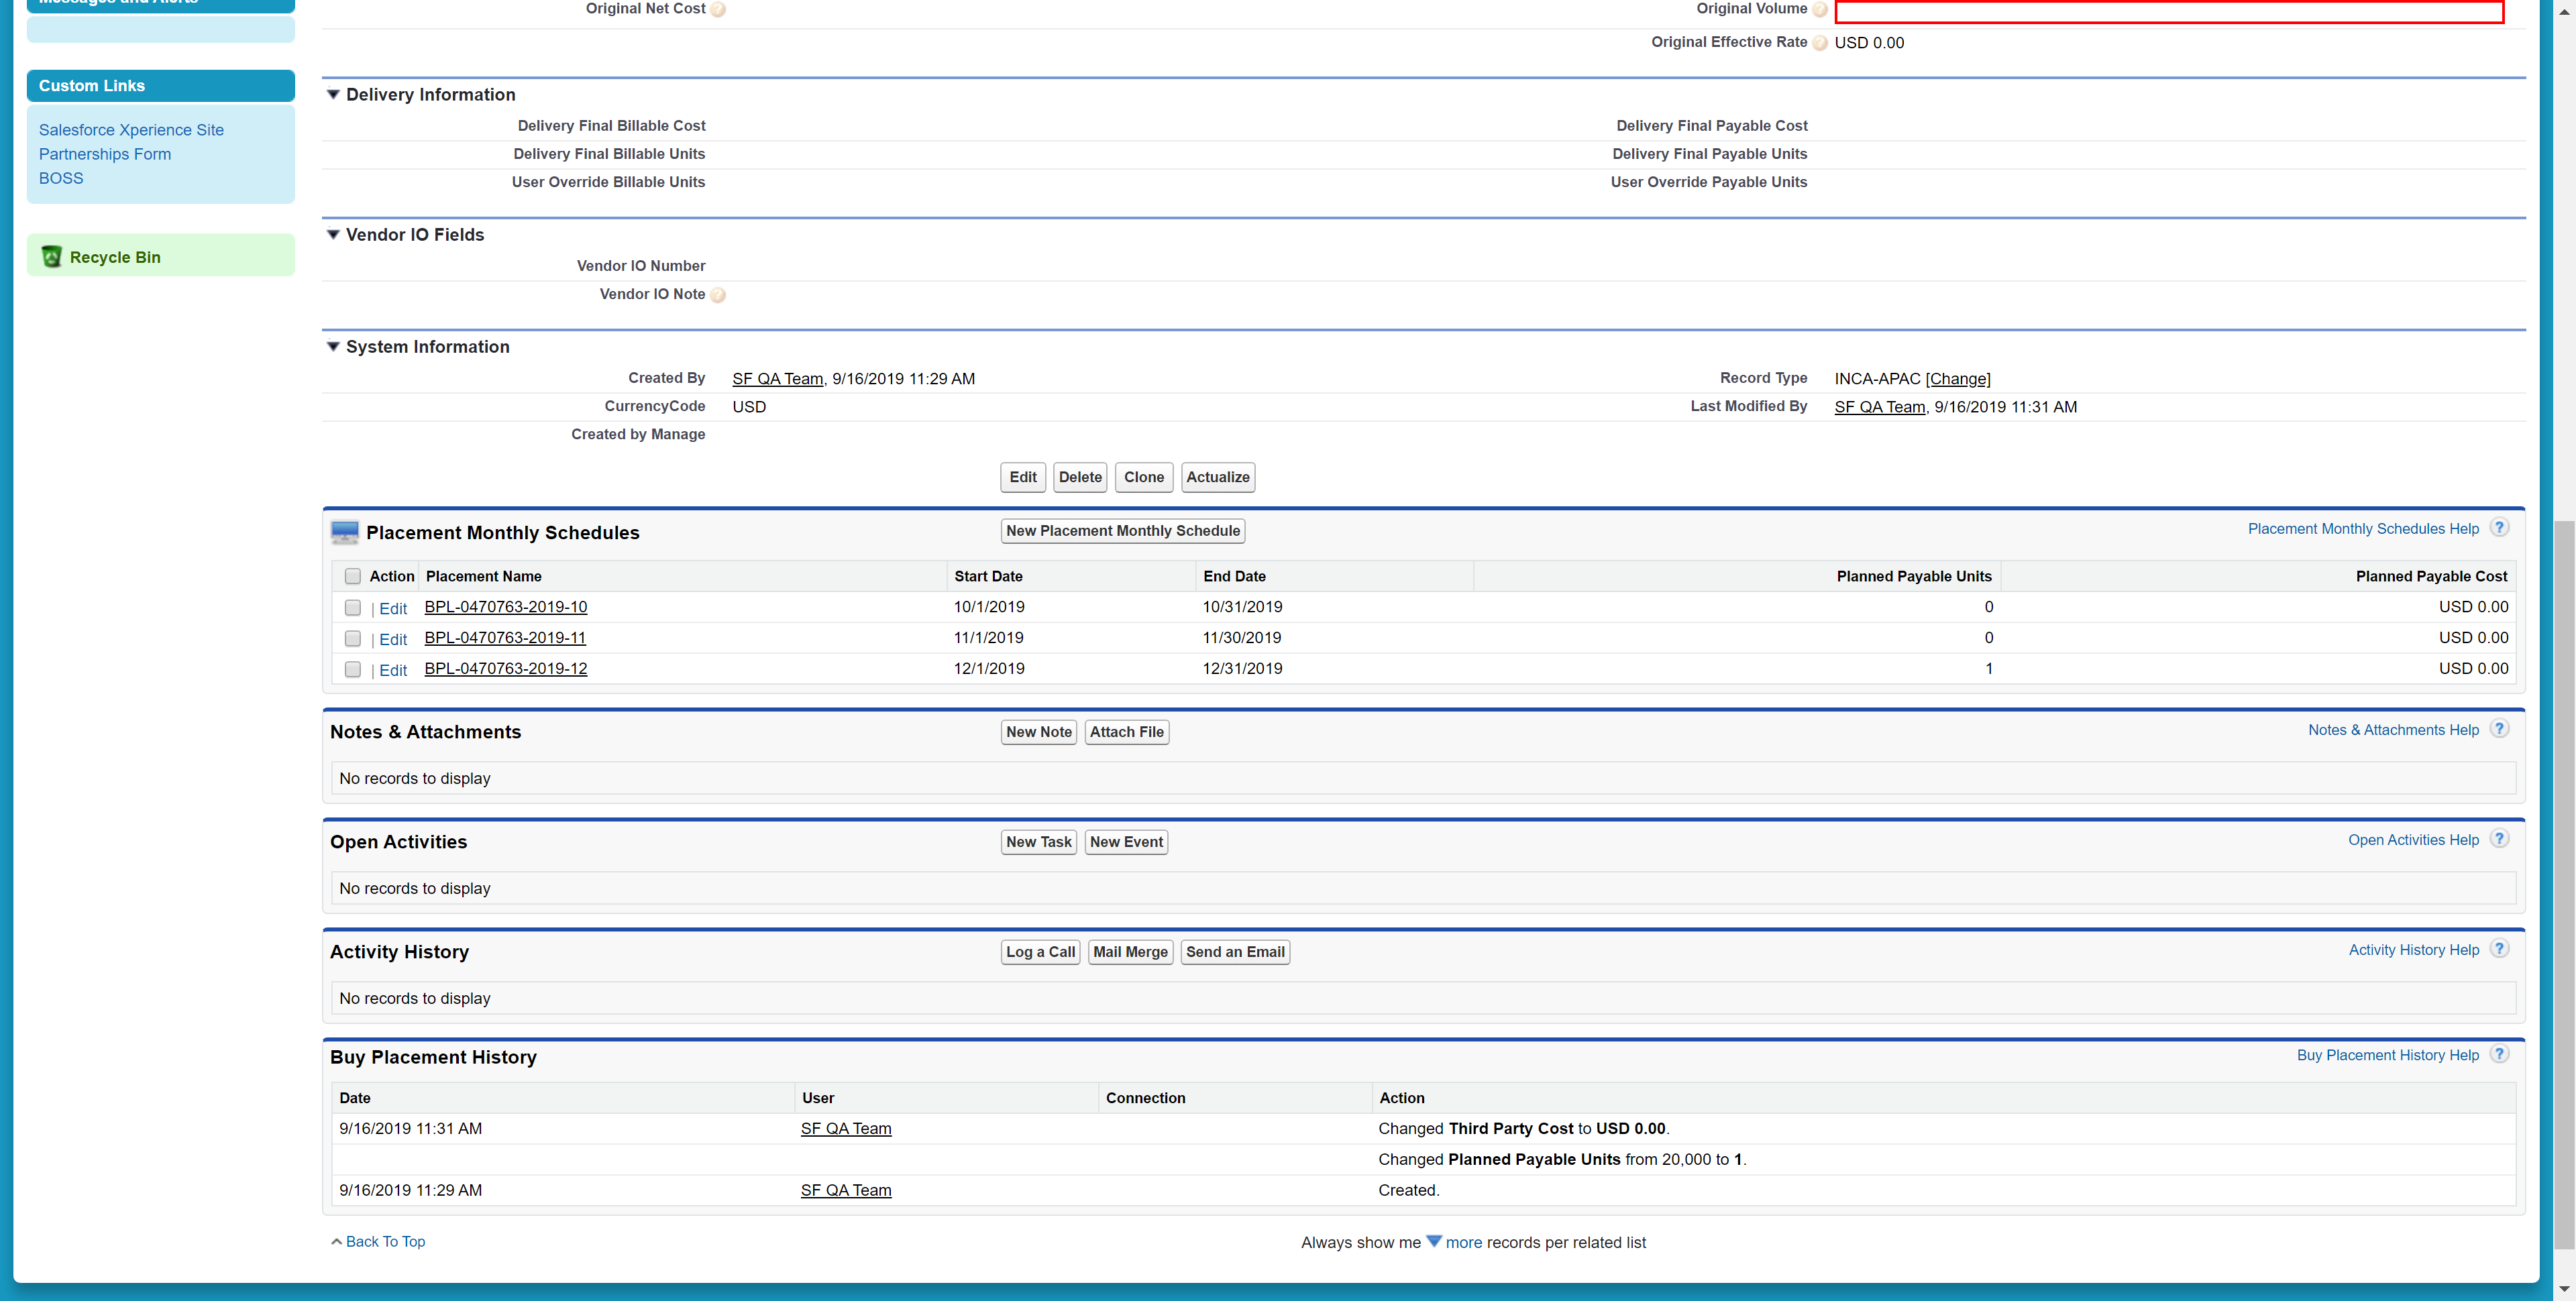 Messages and Alerts
Custom Links
Salesforce Xperience Site
Partnerships Form
BOSS
Recycle Bin
Original Net Cost ?
Original Volume ?
Original Effective Rate ? USD 0.00
Delivery Information
Delivery Final Billable Cost
Delivery Final Payable Cost
Delivery Final Billable Units
Delivery Final Payable Units
User Override Billable Units
User Override Payable Units
Vendor IO Fields
Vendor IO Number
Vendor IO Note ?
System Information
Created By SF QA Team, 9/16/2019 11:29 AM
Record Type INCA-APAC [Change]
CurrencyCode USD
Last Modified By SF QA Team, 9/16/2019 11:31 AM
Created by Manage
Edit Delete Clone Actualize
Placement Monthly Schedules New Placement Monthly Schedule Placement Monthly Schedules Help ?
Action Placement Name Start Date End Date Planned Payable Units Planned Payable Cost
| Edit BPL-0470763-2019-10 10/1/2019 10/31/2019 0 USD 0.00
| Edit BPL-0470763-2019-11 11/1/2019 11/30/2019 0 USD 0.00
| Edit BPL-0470763-2019-12 12/1/2019 12/31/2019 1 USD 0.00
Notes & Attachments New Note Attach File Notes & Attachments Help ?
No records to display
Open Activities New Task New Event Open Activities Help ?
No records to display
Activity History Log a Call Mail Merge Send an Email Activity History Help ?
No records to display
Buy Placement History Buy Placement History Help ?
Date User Connection Action
9/16/2019 11:31 AM SF QA Team Changed Third Party Cost to USD 0.00.
Changed Planned Payable Units from 20,000 to 1.
9/16/2019 11:29 AM SF QA Team Created.
Back To Top
Always show me more records per related list